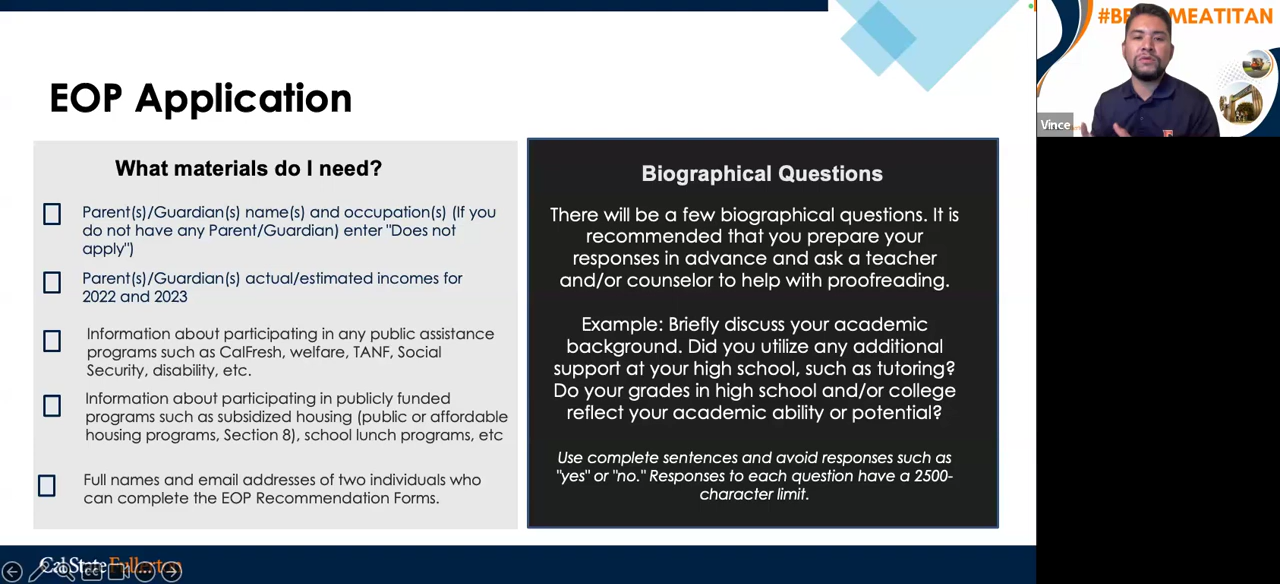 #BECOMEATITAN
Vince
EOP Application
What materials do I need?
Parent(s)/Guardian(s) name(s) and occupation(s) (If you
do not have any Parent/Guardian) enter "Does not
apply")
Parent(s)/Guardian(s) actual/estimated incomes for
2022 and 2023
Information about participating in any public assistance
programs such as CalFresh, welfare, TANF, Social
Security, disability, etc.
Information about participating in publicly funded
programs such as subsidized housing (public or affordable
housing programs, Section 8), school lunch programs, etc
Full names and email addresses of two individuals who
can complete the EOP Recommendation Forms.
Biographical Questions
There will be a few biographical questions. It is
recommended that you prepare your
responses in advance and ask a teacher
and/or counselor to help with proofreading.
Example: Briefly discuss your academic
background. Did you utilize any additional
support at your high school, such as tutoring?
Do your grades in high school and/or college
reflect your academic ability or potential?
Use complete sentences and avoid responses such as
"yes" or "no." Responses to each question have a 2500-
character limit.
Cal State Fullerton